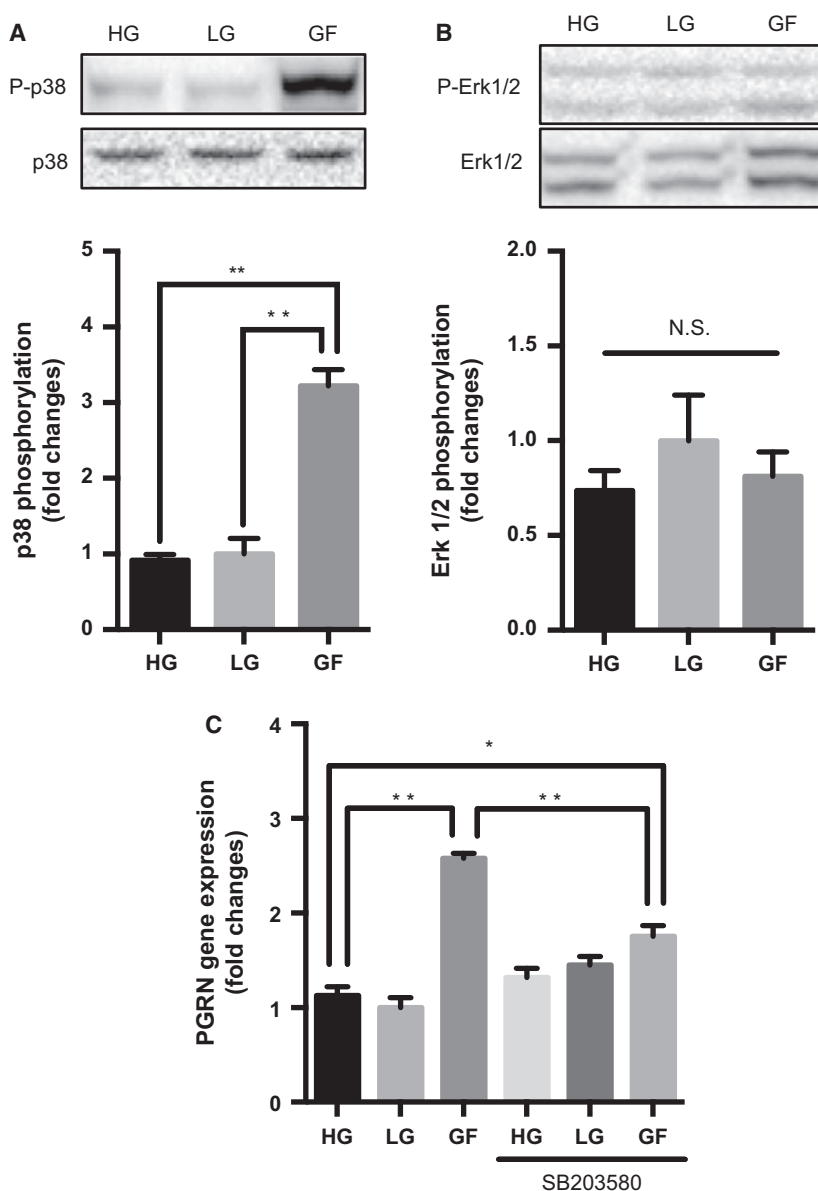 A
HG LG GF
P-p38
p38
B
HG LG GF
P-Erk1/2
Erk1/2
p38 phosphorylation
(fold changes)
5
4
3
2
1
0
**
* *
HG LG GF
Erk 1/2 phosphorylation
(fold changes)
2.0
1.5
1.0
0.5
0.0
N.S.
HG LG GF
C
PGRN gene expression
(fold changes)
4
3
2
1
0
*
* *
* *
HG LG GF HG LG GF
SB203580